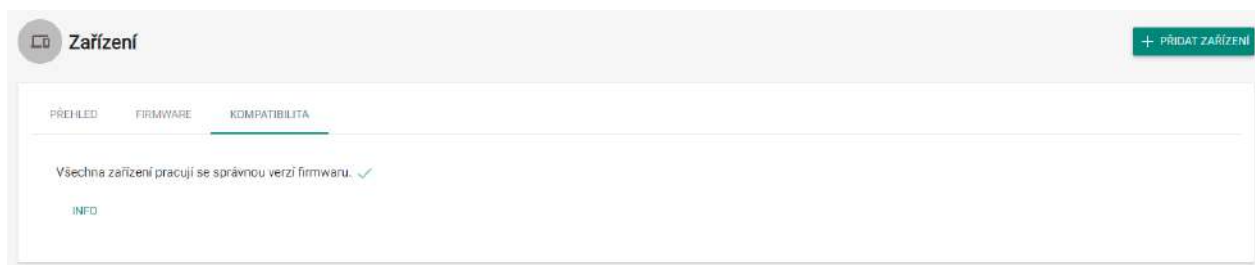 Zařízení
+ PŘIDAT ZAŘÍZENÍ
PŘEHLED FIRMWARE KOMPATIBILITA
Všechna zařízení pracují se správnou verzí firmwaru.
INFO